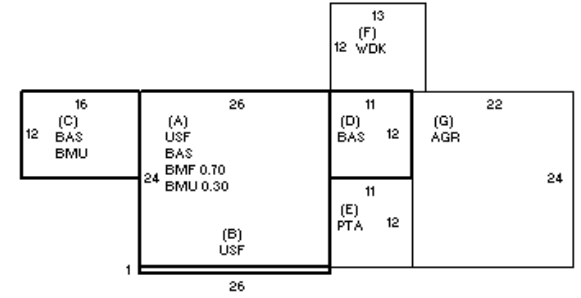 13
(F)
12 WDK
16
(C)
12 BAS
BMU
26
(A)
USF
BAS
BMF 0.70
24 BMU 0.30
(B)
USF
1
26
11
(D)
BAS 12
11
(E)
12
PTA
22
(G)
AGR
24